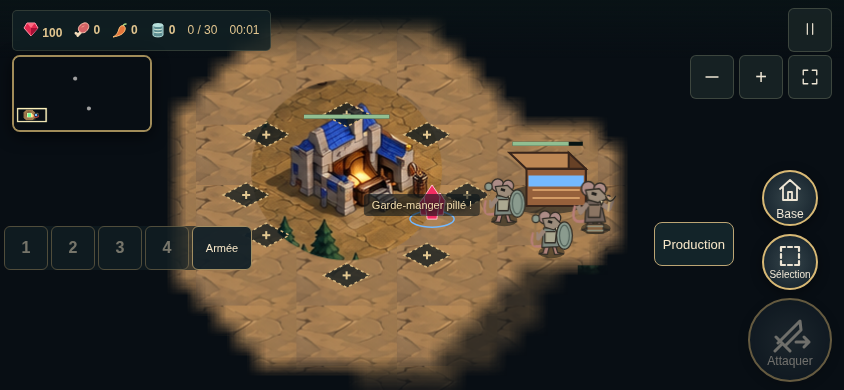 100 0 0 0 0 / 30 00:01
Garde-manger pillé !
1 2 3 4 Armée
Production
Base
Sélection
Attaquer